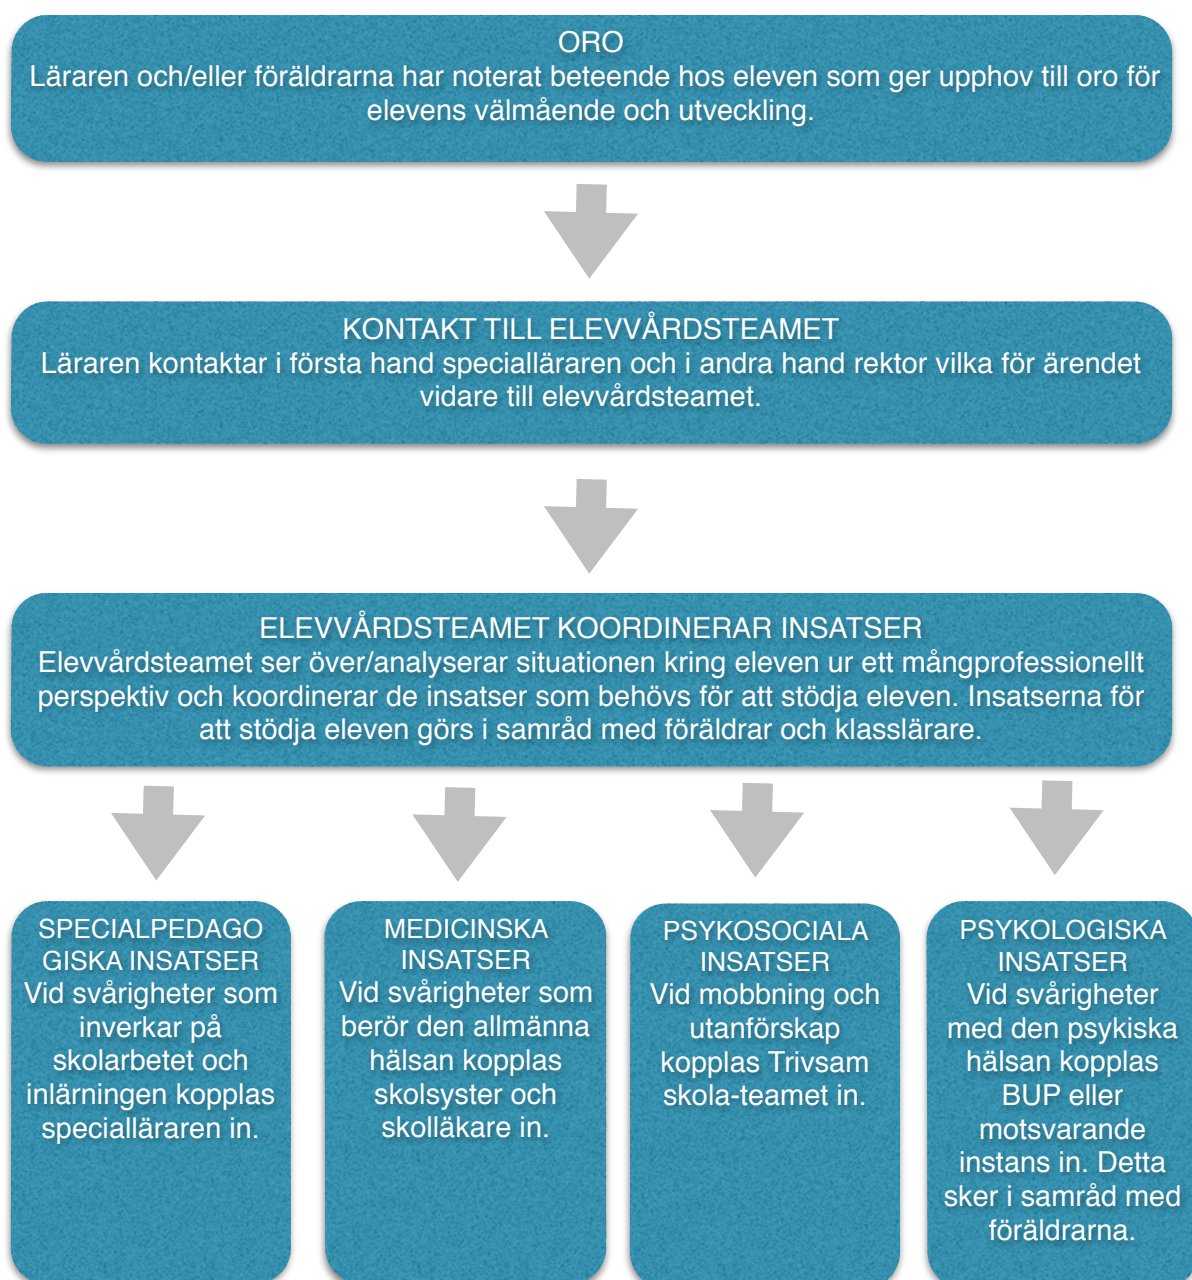 ORO
Läraren och/eller föräldrarna har noterat beteende hos eleven som ger upphov till oro för
elevens välmående och utveckling.
KONTAKT TILL ELEVVÅRDSTEAMET
Läraren kontaktar i första hand specialläraren och i andra hand rektor vilka för ärendet
vidare till elevvårdsteamet.
ELEVVÅRDSTEAMET KOORDINERAR INSATSER
Elevvårdsteamet ser över/analyserar situationen kring eleven ur ett mångprofessionellt
perspektiv och koordinerar de insatser som behövs för att stödja eleven. Insatserna för
att stödja eleven görs i samråd med föräldrar och klasslärare.
SPECIALPEDAGO
GISKA INSATSER
Vid svårigheter som
inverkar på
skolarbetet och
inlärningen kopplas
specialläraren in.
MEDICINSKA
INSATSER
Vid svårigheter som
berör den allmänna
hälsan kopplas
skolsyster och
skolläkare in.
PSYKOSOCIALA
INSATSER
Vid mobbning och
utanförskap
kopplas Trivsam
skola-teamet in.
PSYKOLOGISKA
INSATSER
Vid svårigheter
med den psykiska
hälsan kopplas
BUP eller
motsvarande
instans in. Detta
sker i samråd med
föräldrarna.